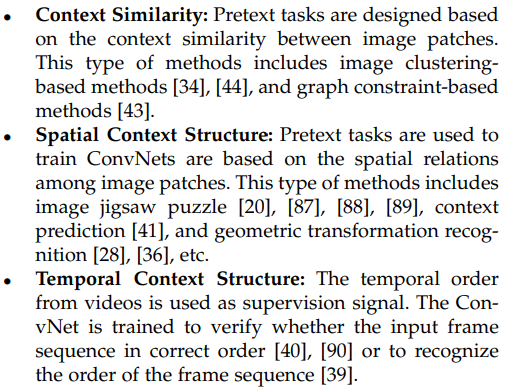 • Context Similarity: Pretext tasks are designed based
on the context similarity between image patches.
This type of methods includes image clustering-
based methods [34], [44], and graph constraint-based
methods [43].
• Spatial Context Structure: Pretext tasks are used to
train ConvNets are based on the spatial relations
among image patches. This type of methods includes
image jigsaw puzzle [20], [87], [88], [89], context
prediction [41], and geometric transformation recog-
nition [28], [36], etc.
• Temporal Context Structure: The temporal order
from videos is used as supervision signal. The Con-
vNet is trained to verify whether the input frame
sequence in correct order [40], [90] or to recognize
the order of the frame sequence [39].